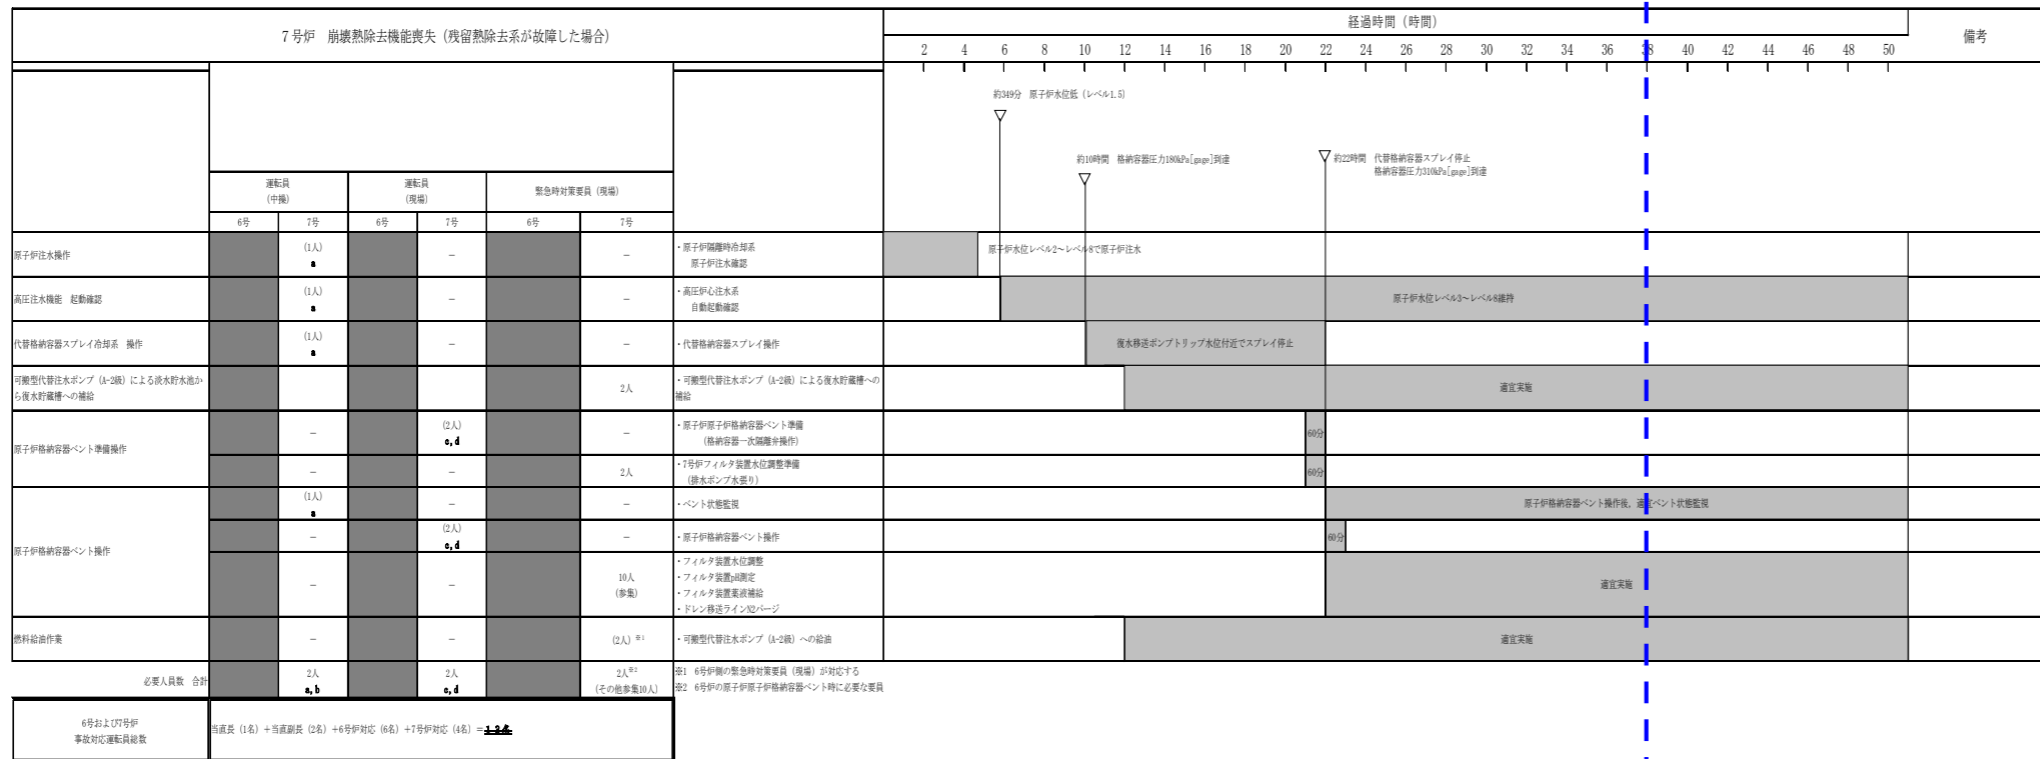 7号炉 崩壊熱除去機能喪失（残留熱除去系が故障した場合）
経過時間（時間）
備考
2 4 6 8 10 12 14 16 18 20 22 24 26 28 30 32 34 36 38 40 42 44 46 48 50
約349分 原子炉水位低（レベル1.5）
約10時間 格納容器圧力180kPa[gage]到達
約22時間 代替格納容器スプレイ停止
格納容器圧力310kPa[gage]到達
運転員
（中操）
運転員
（現場）
緊急時対策要員（現場）
6号 7号 6号 7号 6号 7号
原子炉注水操作
（1人）
a
－
－
・原子炉隔離時冷却系
原子炉注水確認
原子炉水位レベル2～レベル8で原子炉注水
高圧注水機能 起動確認
（1人）
a
－
－
・高圧炉心注水系
自動起動確認
原子炉水位レベル3～レベル8維持
代替格納容器スプレイ冷却系 操作
（1人）
a
－
－
・代替格納容器スプレイ操作
復水移送ポンプトリップ水位付近でスプレイ停止
可搬型代替注水ポンプ（A-2級）による淡水貯水池か
ら復水貯蔵槽への補給
2人
・可搬型代替注水ポンプ（A-2級）による復水貯蔵槽への
補給
適宜実施
原子炉格納容器ベント準備操作
－
（2人）
c,d
－
・原子炉原子炉格納容器ベント準備
（格納容器一次隔離弁操作）
60分
－
－
2人
・7号炉フィルタ装置水位調整準備
（排水ポンプ水張り）
60分
原子炉格納容器ベント操作
（1人）
a
－
－
・ベント状態監視
原子炉格納容器ベント操作後，適宜ベント状態監視
－
（2人）
c,d
－
・原子炉格納容器ベント操作
60分
－
－
10人
（参集）
・フィルタ装置水位調整
・フィルタ装置pH測定
・フィルタ装置薬液補給
・ドレン移送ラインN2パージ
適宜実施
燃料給油作業
－
－
（2人）※1
・可搬型代替注水ポンプ（A-2級）への給油
適宜実施
必要人員数 合計
2人
a,b
2人
c,d
2人※2
（その他参集10人）
※1 6号炉側の緊急時対策要員（現場）が対応する
※2 6号炉の原子炉原子炉格納容器ベント時に必要な要員
6号および7号炉
事故対応運転員総数
当直長（1名）＋当直副長（2名）＋6号炉対応（6名）＋7号炉対応（4名）＝13名